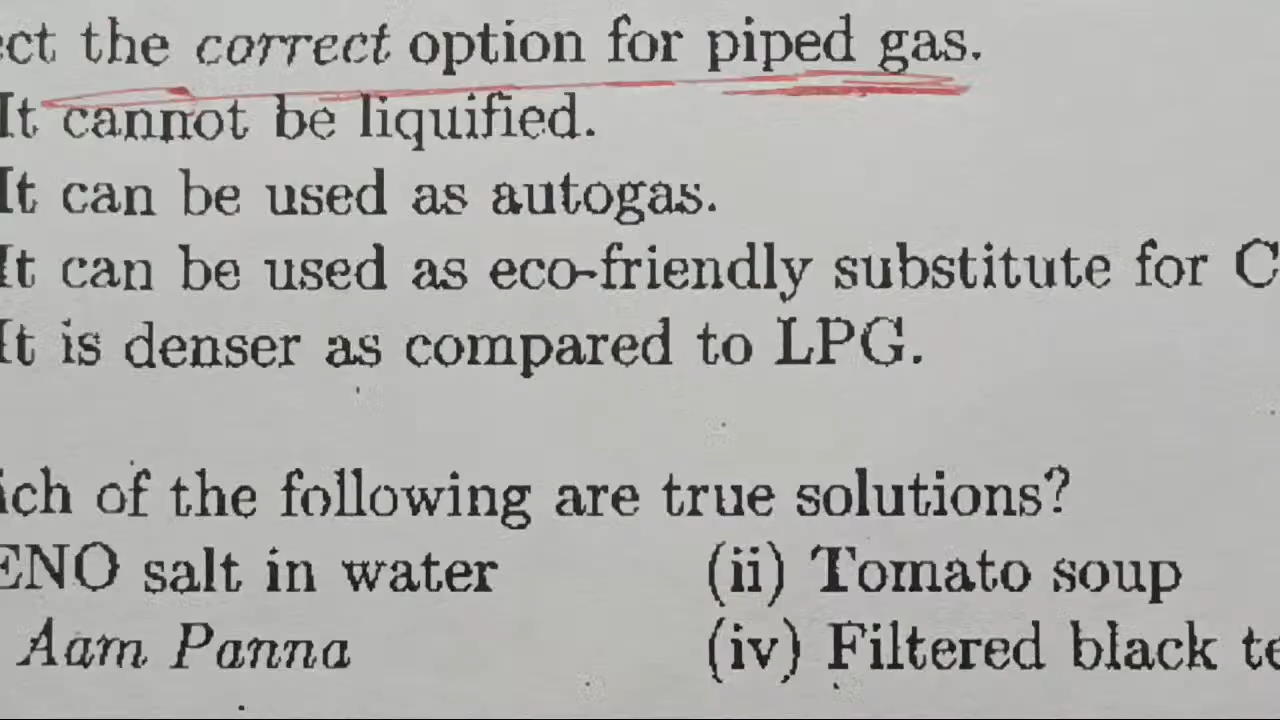 ct the correct option for piped gas.
It cannot be liquified.
It can be used as autogas.
It can be used as eco-friendly substitute for C
It is denser as compared to LPG.
ich of the following are true solutions?
ENO salt in water (ii) Tomato soup
Aam Panna (iv) Filtered black te